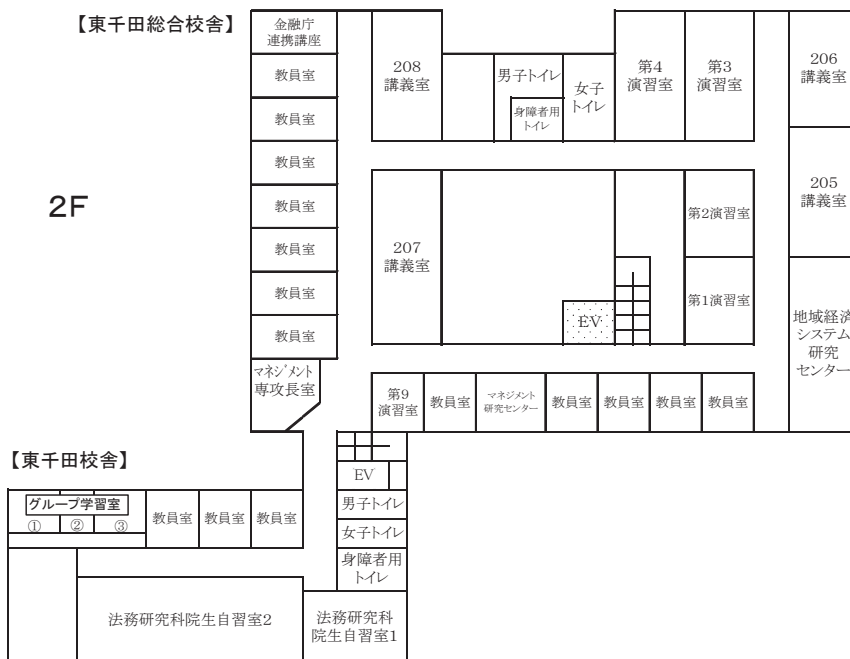 【東千田総合校舎】
金融庁
連携講座
教員室
教員室
教員室
教員室
教員室
教員室
教員室
マネジメント
専攻長室
2F
208
講義室
男子トイレ
身障者用
トイレ
女子
トイレ
第4
演習室
第3
演習室
206
講義室
205
講義室
207
講義室
第2演習室
第1演習室
EV
地域経済
システム
研究
センター
第9
演習室
教員室
マネジメント
研究センター
教員室
教員室
教員室
教員室
【東千田校舎】
グループ学習室
①
②
③
教員室
教員室
教員室
EV
男子トイレ
女子トイレ
身障者用
トイレ
法務研究科院生自習室2
法務研究科
院生自習室1